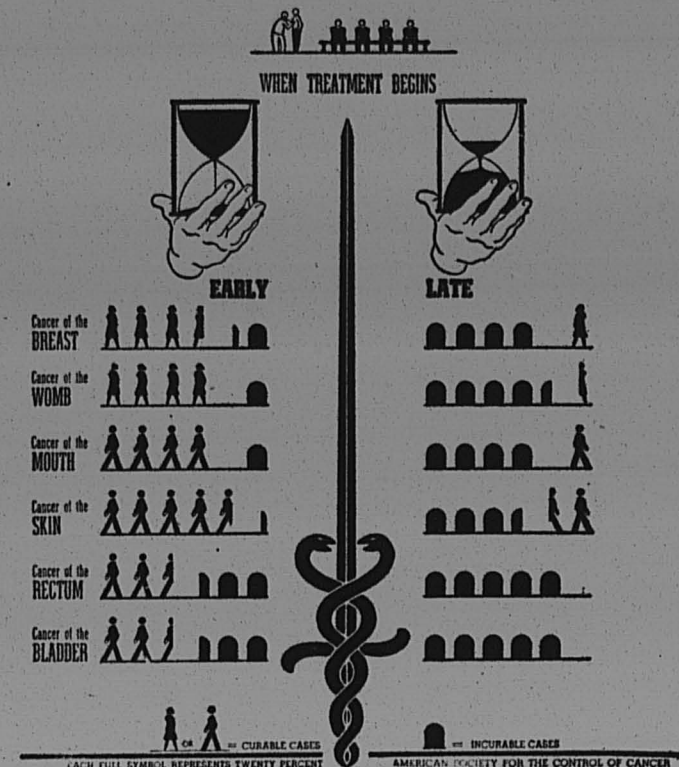 WHEN TREATMENT BEGINS
EARLY
LATE
Cancer of the
BREAST
Cancer of the
WOMB
Cancer of the
MOUTH
Cancer of the
SKIN
Cancer of the
RECTUM
Cancer of the
BLADDER
OR = CURABLE CASES
= INCURABLE CASES
EACH FULL SYMBOL REPRESENTS TWENTY PERCENT
AMERICAN SOCIETY FOR THE CONTROL OF CANCER